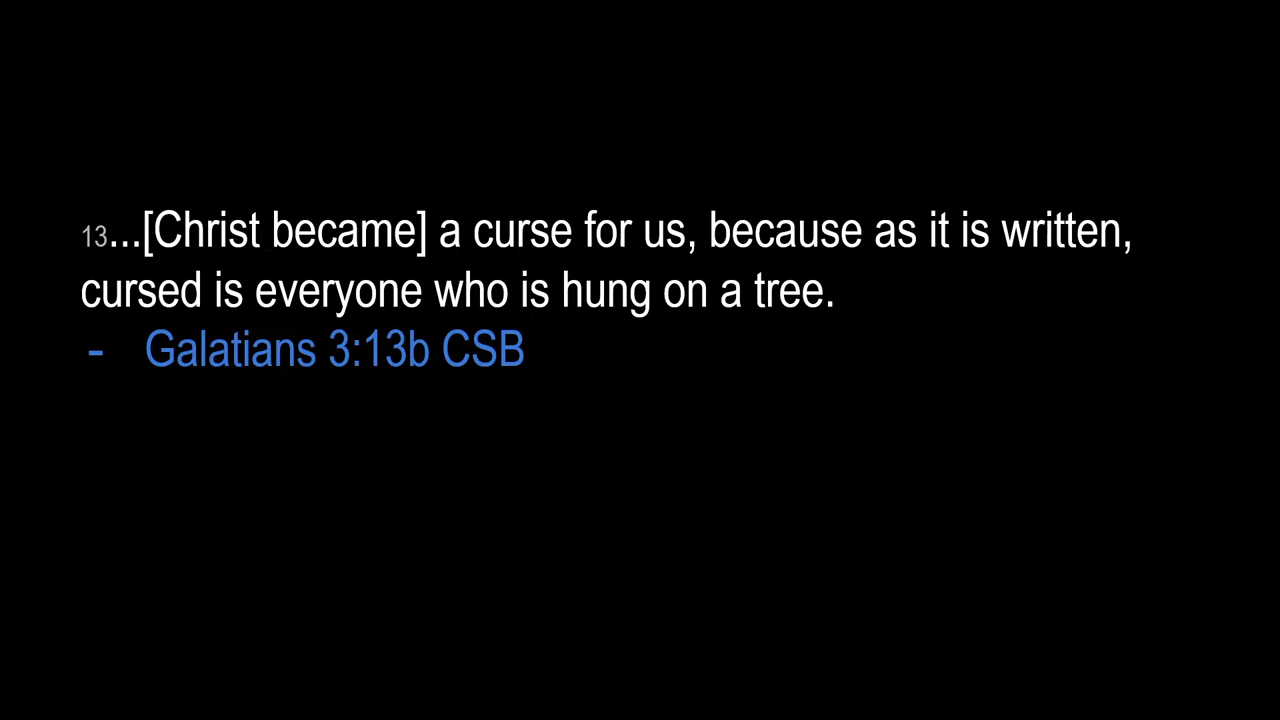 13...[Christ became] a curse for us, because as it is written,
cursed is everyone who is hung on a tree.
- Galatians 3:13b CSB